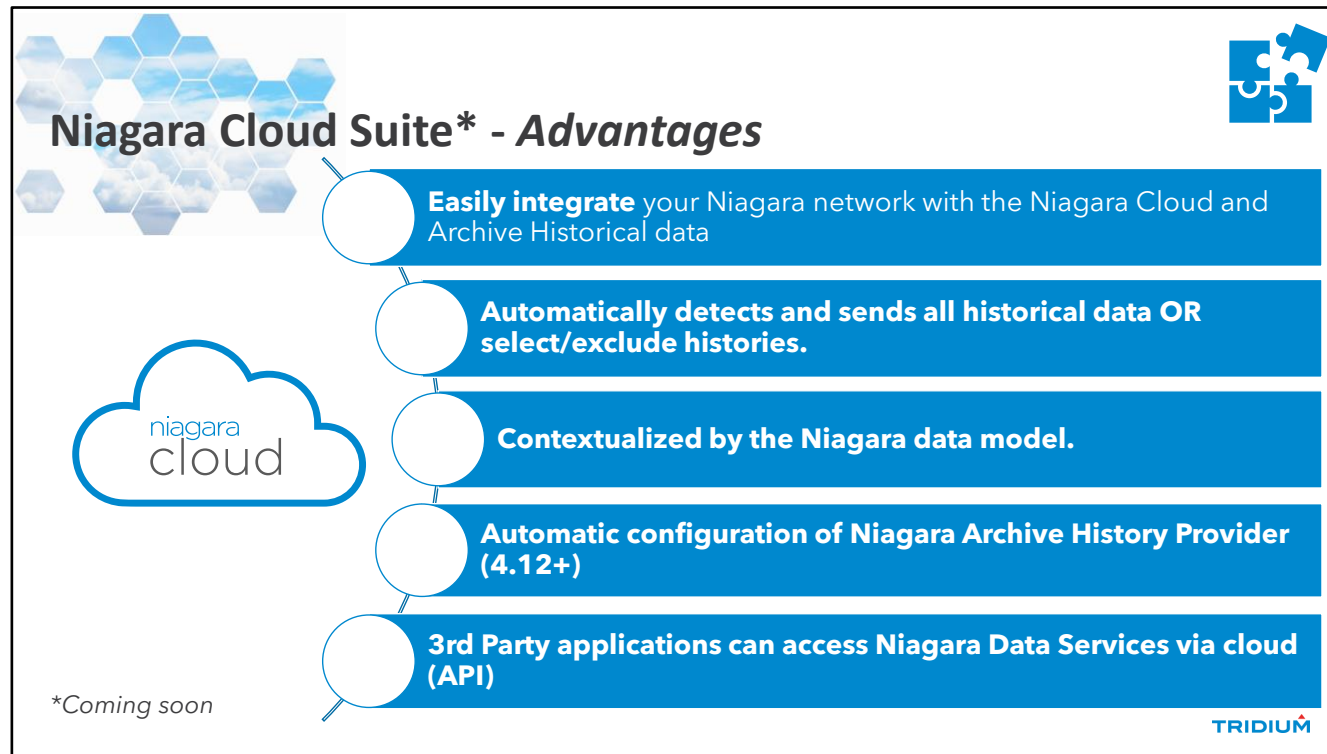 Niagara Cloud Suite* - Advantages
Easily integrate your Niagara network with the Niagara Cloud and
Archive Historical data
Automatically detects and sends all historical data OR
select/exclude histories.
niagara
cloud
Contextualized by the Niagara data model.
Automatic configuration of Niagara Archive History Provider
(4.12+)
3rd Party applications can access Niagara Data Services via cloud
(API)
*Coming soon
TRIDIUM